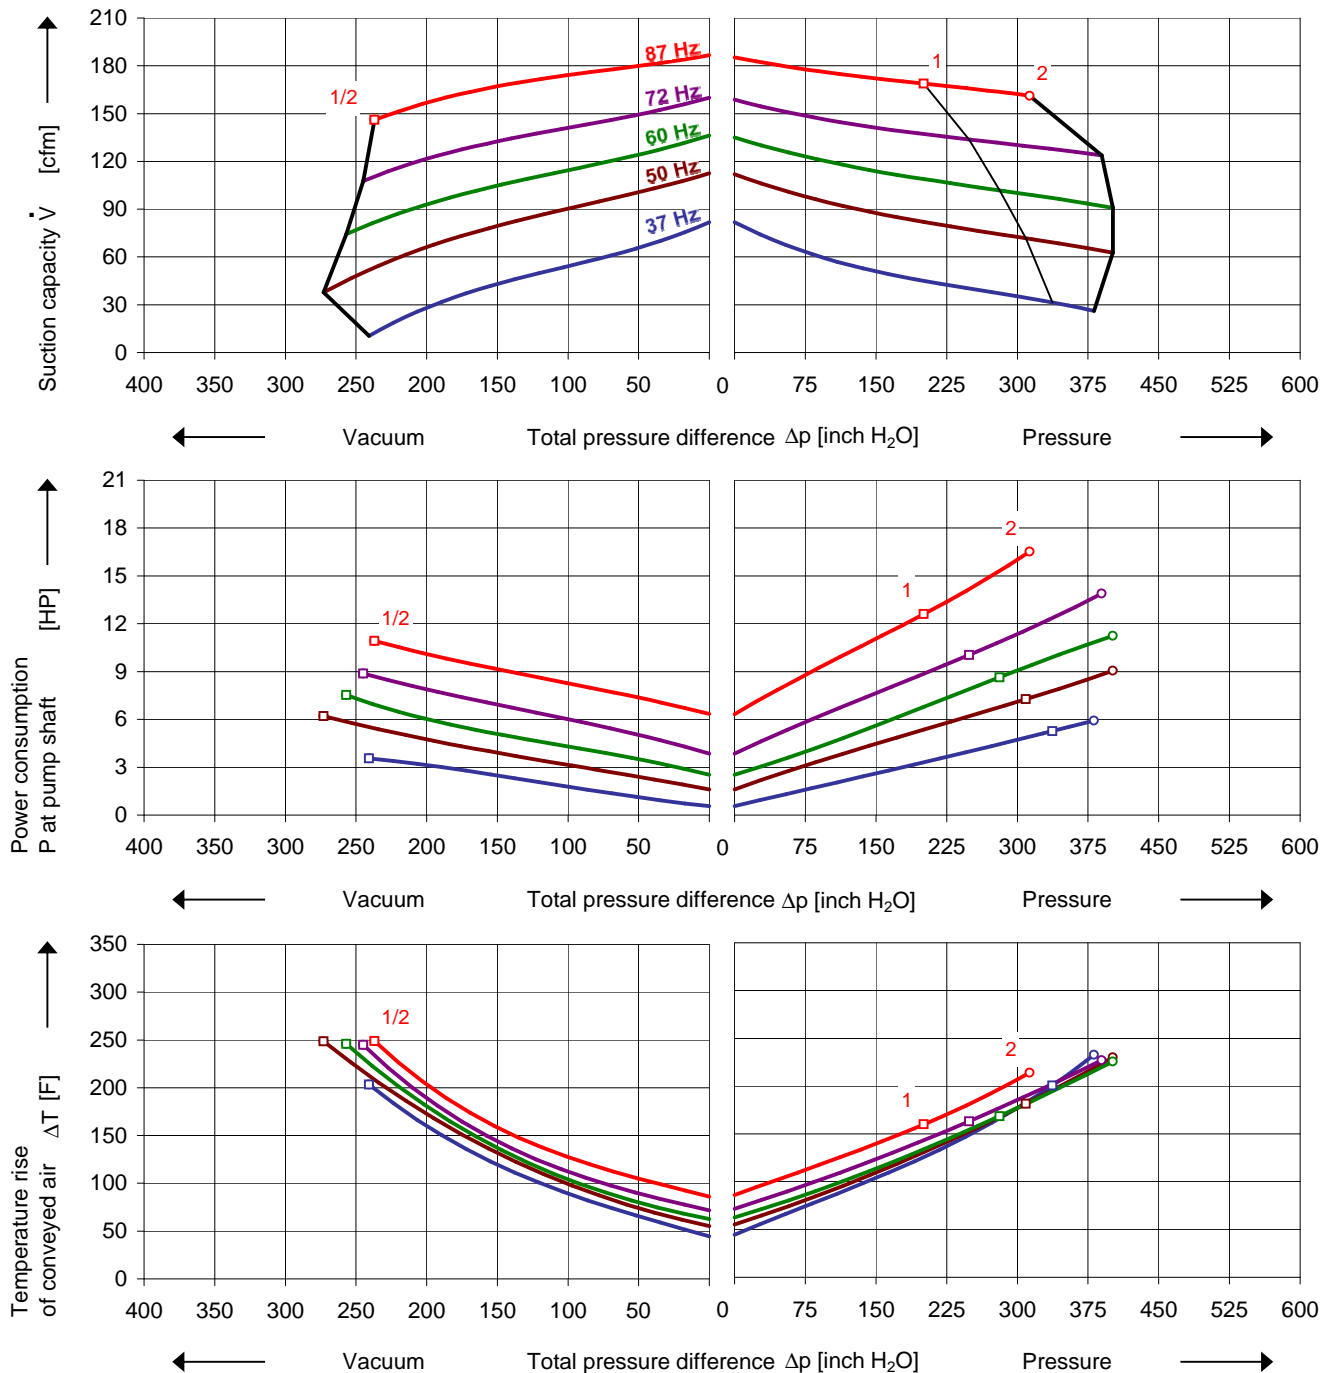 210
180
150
120
90
60
30
0
Suction capacity V̇ [cfm]
87 Hz
72 Hz
60 Hz
50 Hz
37 Hz
1/2
1
2
400 350 300 250 200 150 100 50 0 75 150 225 300 375 450 525 600
Vacuum Total pressure difference Δp [inch H₂O] Pressure
21
18
15
12
9
6
3
0
Power consumption
P at pump shaft [HP]
1/2
1
2
400 350 300 250 200 150 100 50 0 75 150 225 300 375 450 525 600
Vacuum Total pressure difference Δp [inch H₂O] Pressure
350
300
250
200
150
100
50
0
Temperature rise
of conveyed air ΔT [F]
1/2
1
2
400 350 300 250 200 150 100 50 0 75 150 225 300 375 450 525 600
Vacuum Total pressure difference Δp [inch H₂O] Pressure